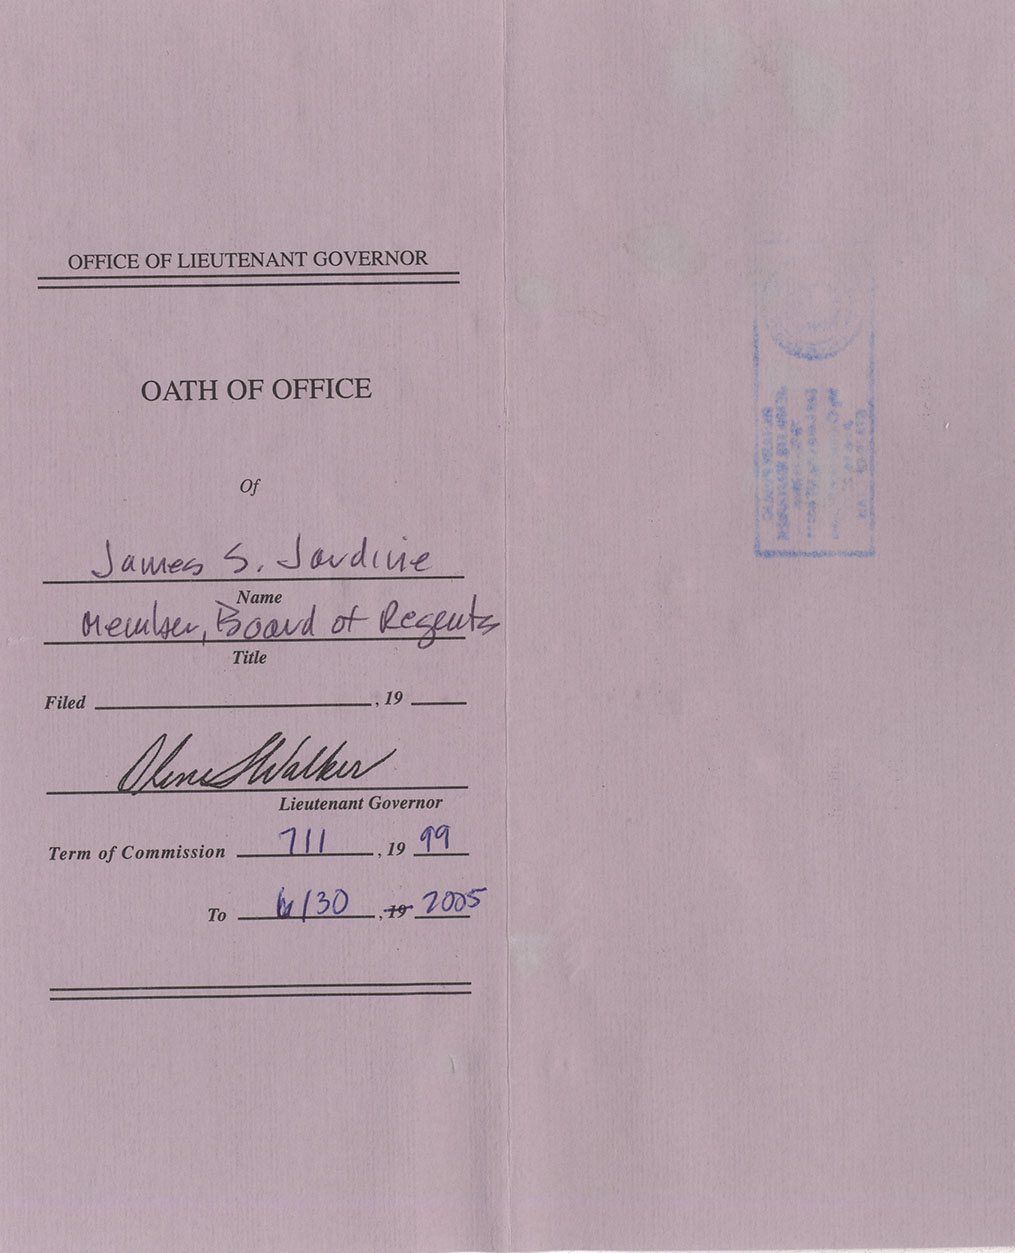 OFFICE OF LIEUTENANT GOVERNOR
OATH OF OFFICE
Of
James S. Jardine
Name
Member, Board of Regents
Title
Filed , 19
Olene S Walker
Lieutenant Governor
Term of Commission 7/1 , 19 99
To 6/30 , 19 2005